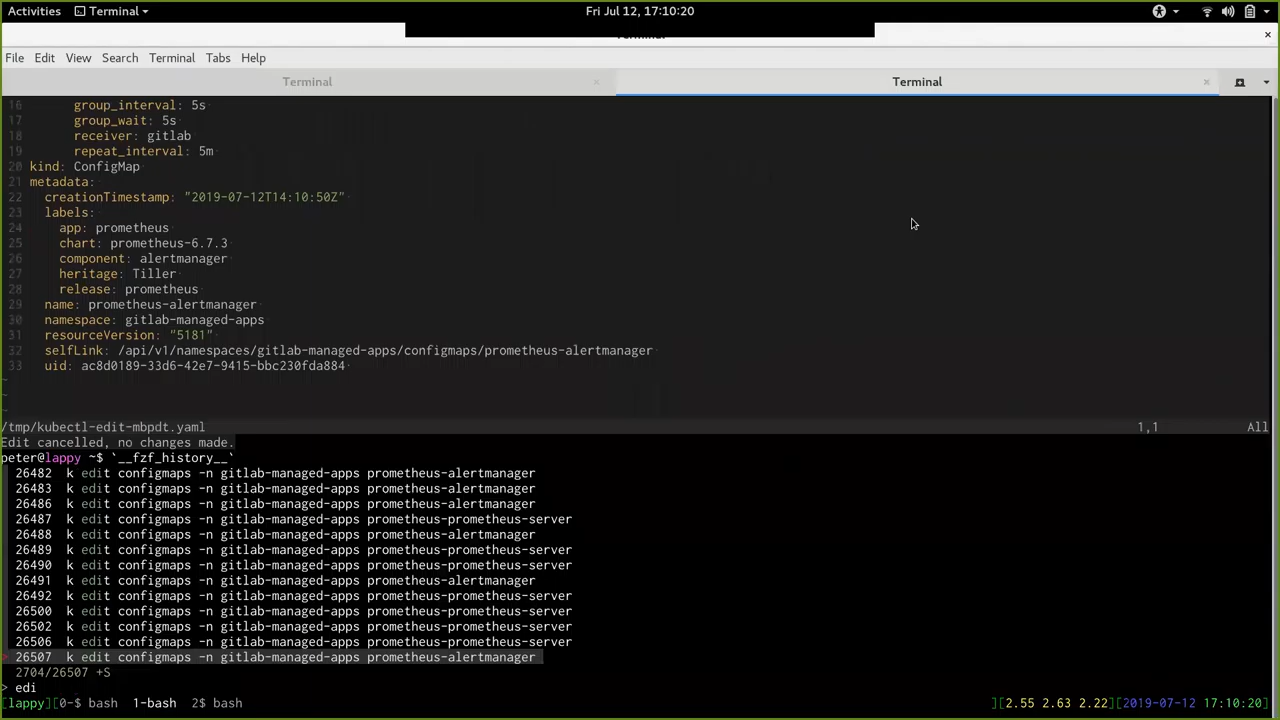 Activities Terminal Fri Jul 12, 17:10:20
File Edit View Search Terminal Tabs Help
Terminal × Terminal ×
16 group_interval: 5s
17 group_wait: 5s
18 receiver: gitlab
19 repeat_interval: 5m
20 kind: ConfigMap
21 metadata:
22 creationTimestamp: "2019-07-12T14:10:50Z"
23 labels:
24 app: prometheus
25 chart: prometheus-6.7.3
26 component: alertmanager
27 heritage: Tiller
28 release: prometheus
29 name: prometheus-alertmanager
30 namespace: gitlab-managed-apps
31 resourceVersion: "5181"
32 selfLink: /api/v1/namespaces/gitlab-managed-apps/configmaps/prometheus-alertmanager
33 uid: ac8d0189-33d6-42e7-9415-bbc230fda884
~
~
~
/tmp/kubectl-edit-mbpdt.yaml 1,1 All
Edit cancelled, no changes made.
peter@lappy ~$ `__fzf_history__`
26482 k edit configmaps -n gitlab-managed-apps prometheus-alertmanager
26483 k edit configmaps -n gitlab-managed-apps prometheus-alertmanager
26486 k edit configmaps -n gitlab-managed-apps prometheus-alertmanager
26487 k edit configmaps -n gitlab-managed-apps prometheus-prometheus-server
26488 k edit configmaps -n gitlab-managed-apps prometheus-alertmanager
26489 k edit configmaps -n gitlab-managed-apps prometheus-prometheus-server
26490 k edit configmaps -n gitlab-managed-apps prometheus-prometheus-server
26491 k edit configmaps -n gitlab-managed-apps prometheus-alertmanager
26492 k edit configmaps -n gitlab-managed-apps prometheus-prometheus-server
26500 k edit configmaps -n gitlab-managed-apps prometheus-prometheus-server
26502 k edit configmaps -n gitlab-managed-apps prometheus-prometheus-server
26506 k edit configmaps -n gitlab-managed-apps prometheus-prometheus-server
> 26507 k edit configmaps -n gitlab-managed-apps prometheus-alertmanager
2704/26507 +S
> edi
[lappy][0-$ bash 1-bash 2$ bash ][2.55 2.63 2.22][2019-07-12 17:10:20]